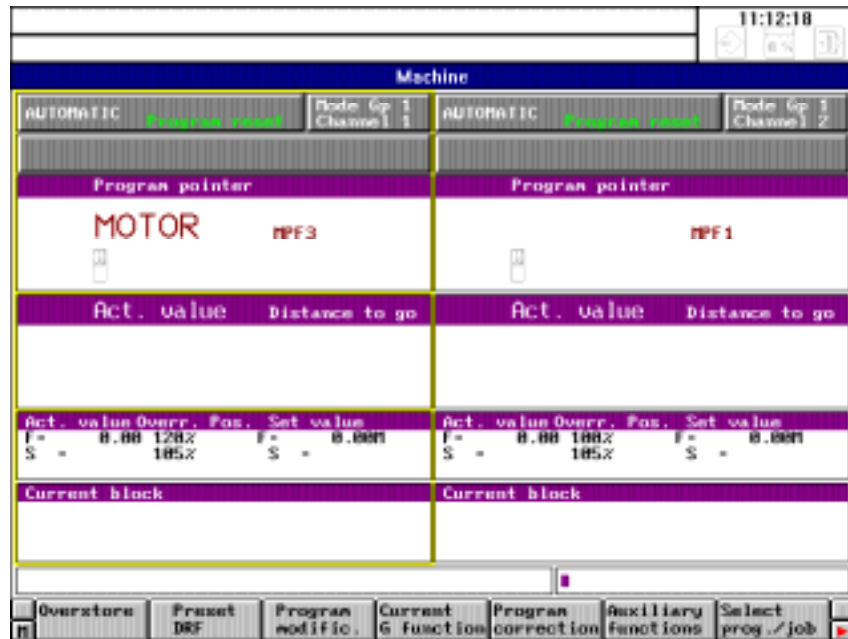 11:12:18
Machine
AUTOMATIC Program reset Mode Gp 1 Channel 1
AUTOMATIC Program reset Mode Gp 1 Channel 2
Program pointer
Program pointer
MOTOR MPF3
MPF1
Act. value Distance to go
Act. value Distance to go
Act. value Overr. Pos. Set value
F= 0.00 120% F= 0.00M
S = 105% S =
Act. value Overr. Pos. Set value
F= 0.00 100% F= 0.00M
S = 105% S =
Current block
Current block
Overstore
Preset DRF
Program modific.
Current G function
Program correction
Auxiliary functions
Select prog./job
M